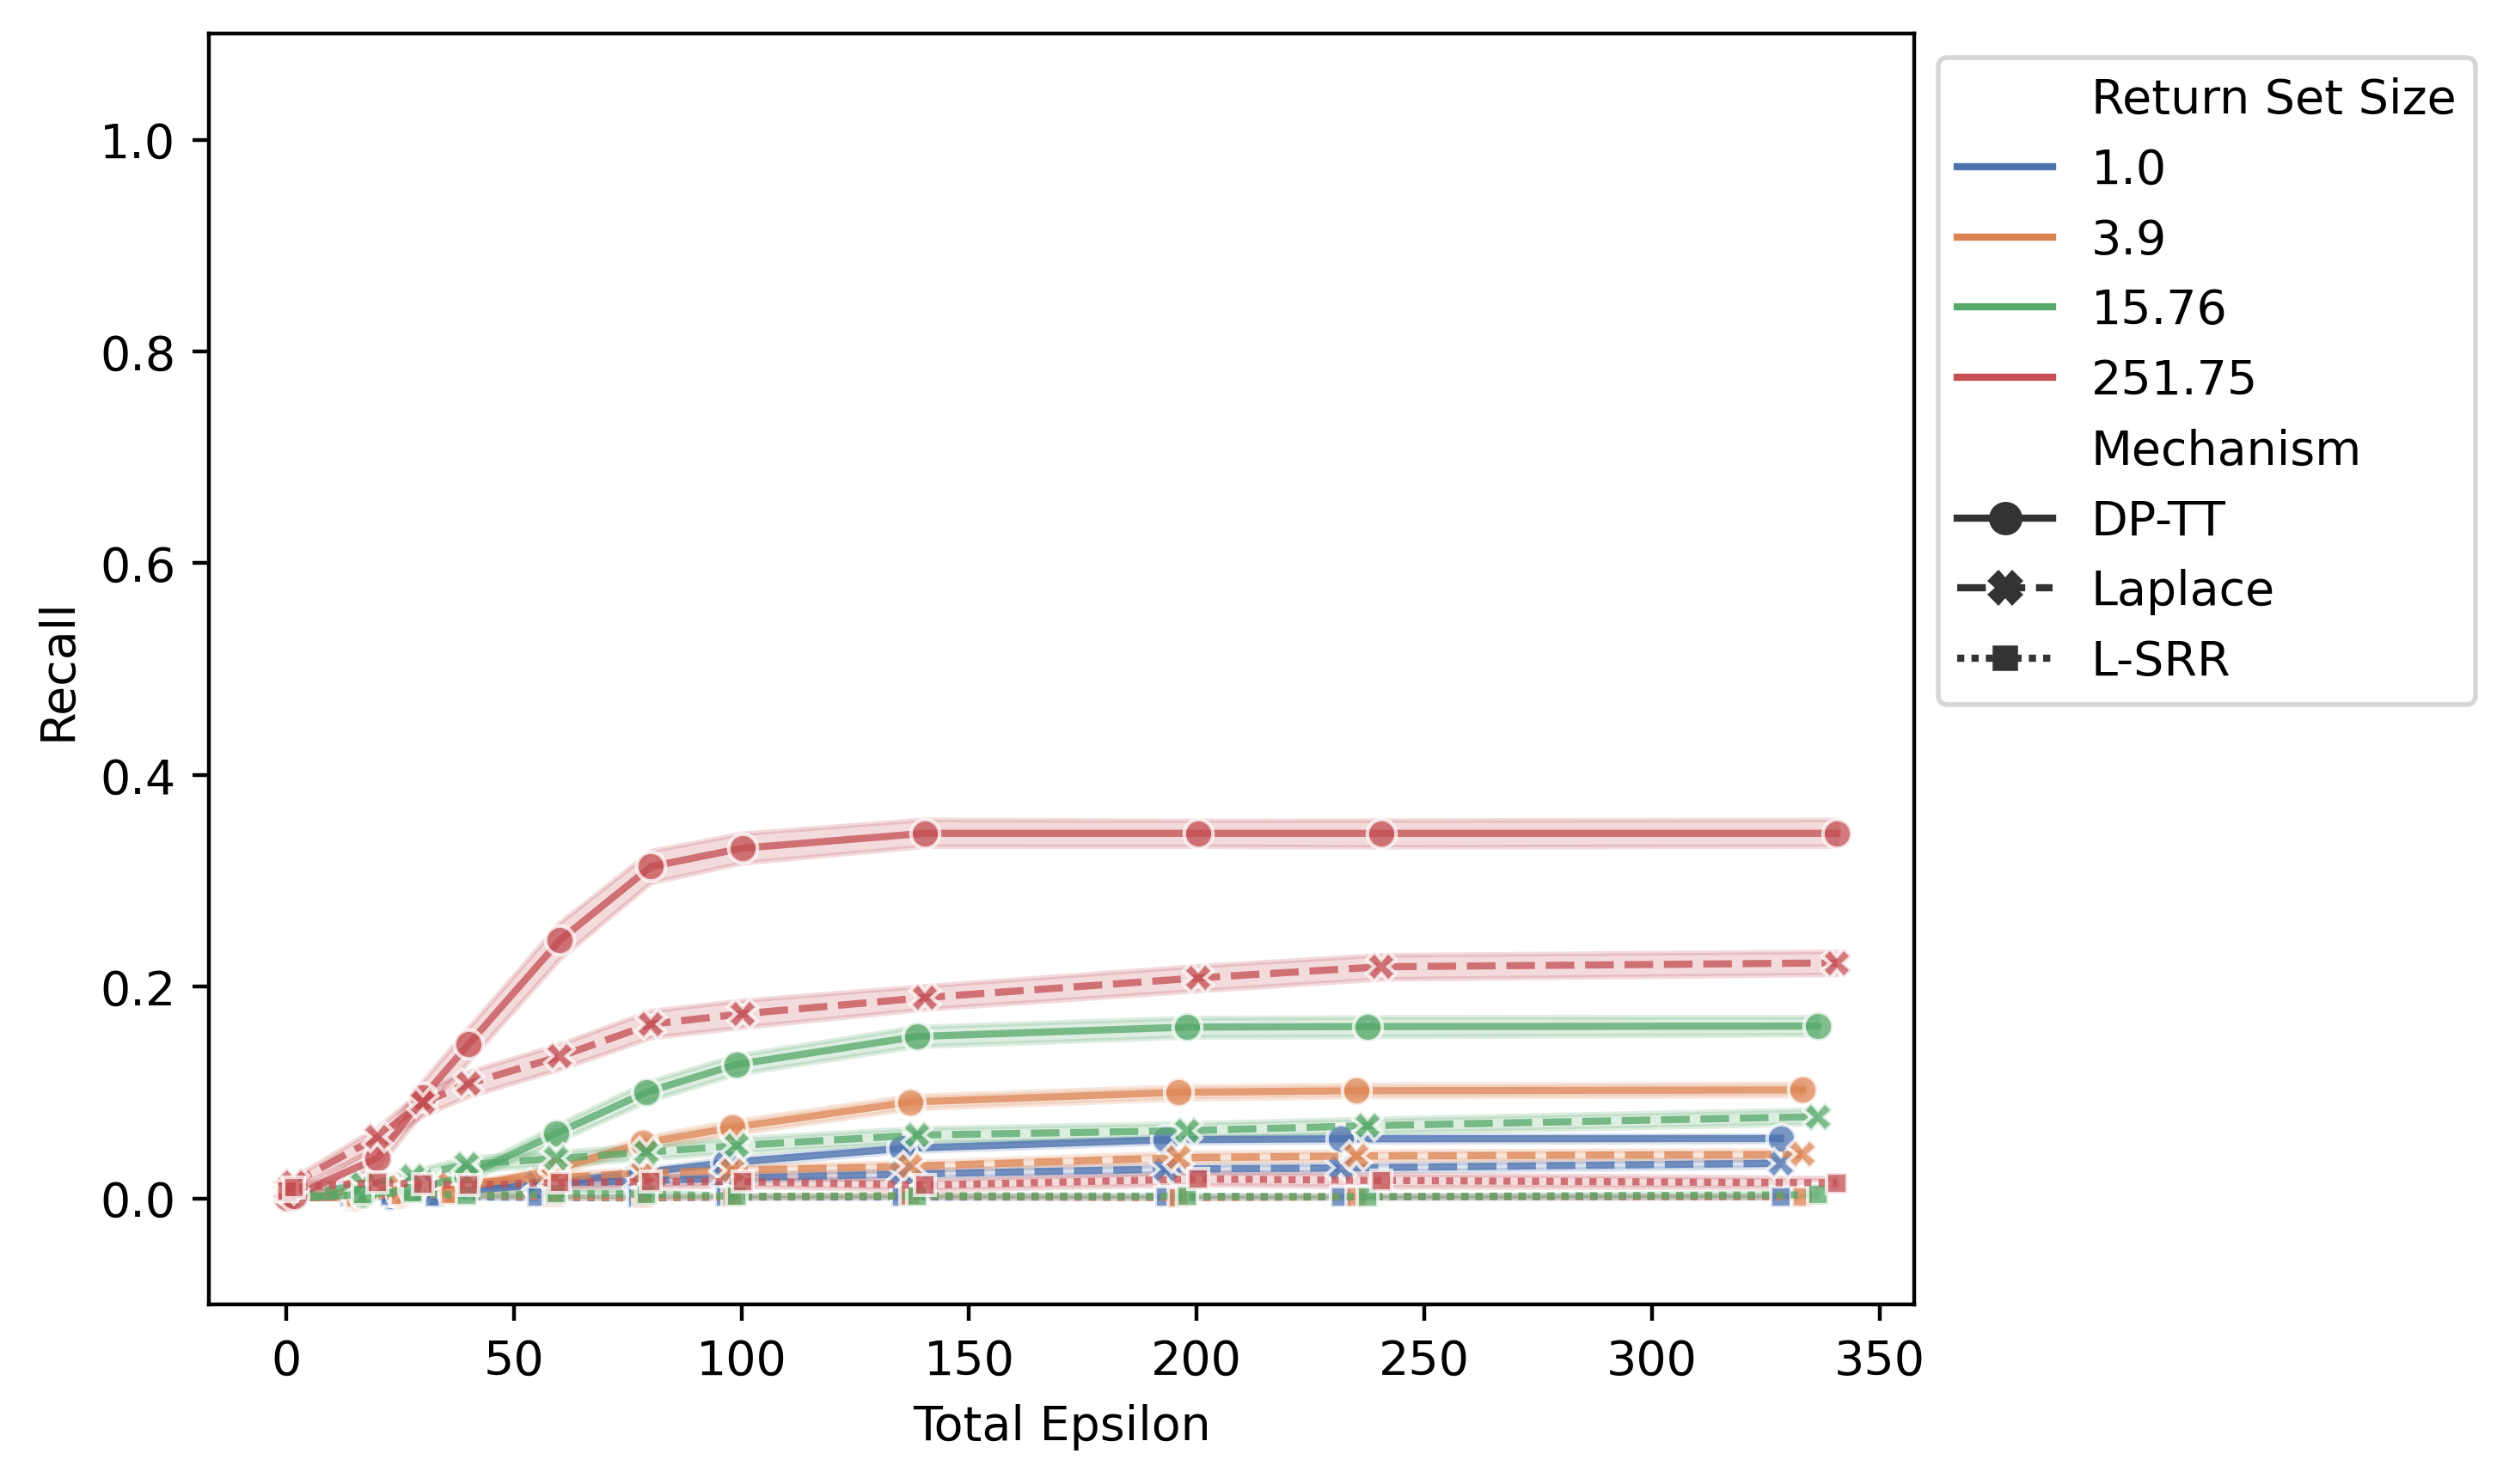 1.0
0.8
0.6
0.4
0.2
0.0
Recall
0 50 100 150 200 250 300 350
Total Epsilon
Return Set Size
1.0
3.9
15.76
251.75
Mechanism
DP-TT
Laplace
L-SRR